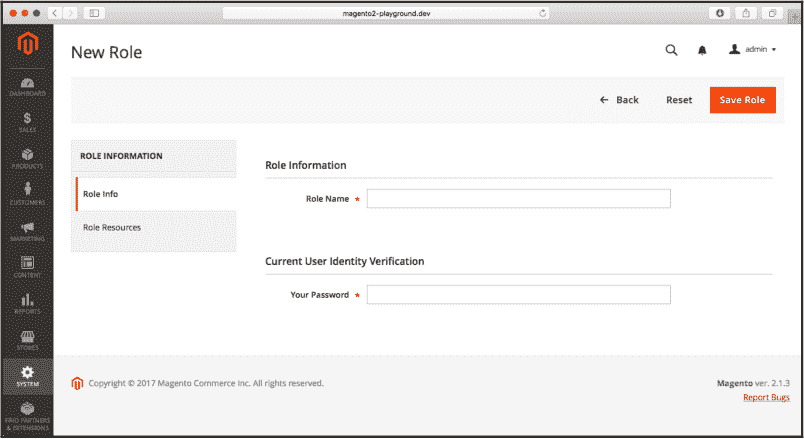 magento2-playground.dev
New Role
admin
Back
Reset
Save Role
DASHBOARD
SALES
PRODUCTS
CUSTOMERS
MARKETING
CONTENT
REPORTS
STORES
SYSTEM
FIND PARTNERS
& EXTENSIONS
ROLE INFORMATION
Role Info
Role Resources
Role Information
Role Name *
Current User Identity Verification
Your Password *
Copyright © 2017 Magento Commerce Inc. All rights reserved.
Magento ver. 2.1.3
Report Bugs